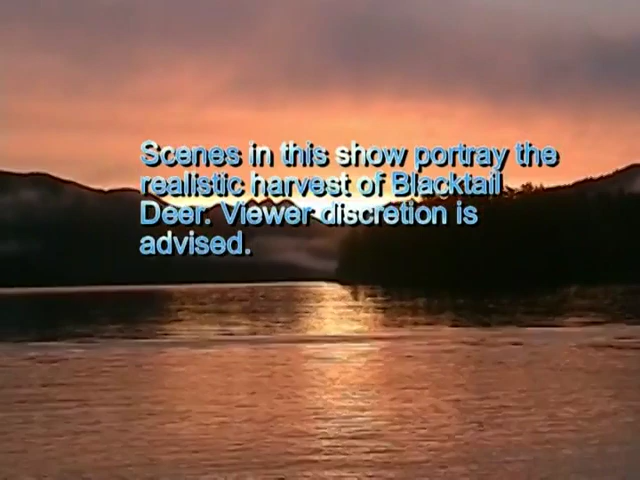 Scenes in this show portray the
realistic harvest of Blacktail
Deer. Viewer discretion is
advised.